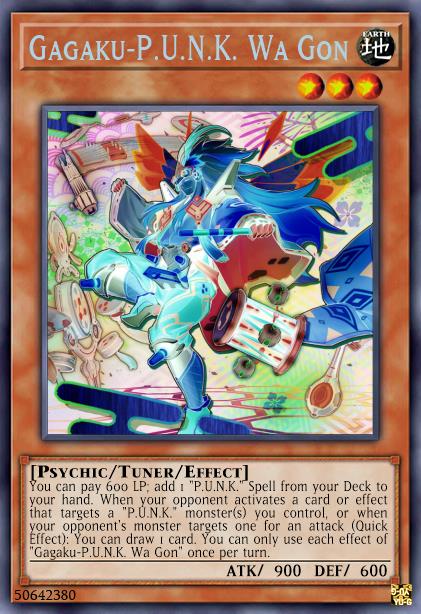 GAGAKU-P.U.N.K. WA GON
EARTH
地
[PSYCHIC/TUNER/EFFECT]
You can pay 600 LP; add 1 "P.U.N.K." Spell from your Deck to
your hand. When your opponent activates a card or effect
that targets a "P.U.N.K." monster(s) you control, or when
your opponent's monster targets one for an attack (Quick
Effect): You can draw 1 card. You can only use each effect of
"Gagaku-P.U.N.K. Wa Gon" once per turn.
ATK/ 900 DEF/ 600
50642380